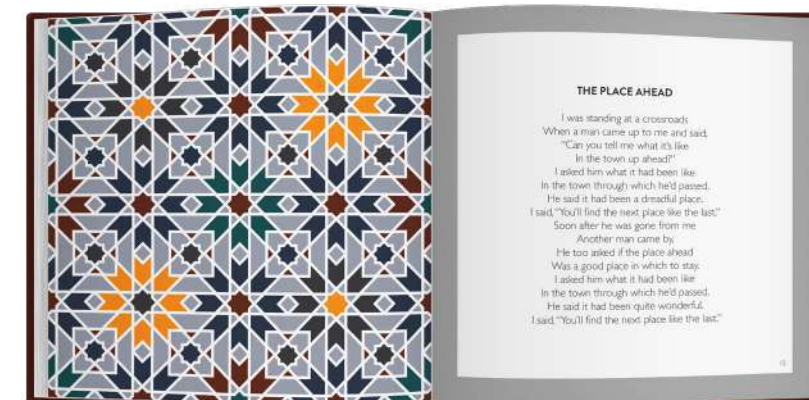 THE PLACE AHEAD
I was standing at a crossroads
When a man came up to me and said,
"Can you tell me what it's like
In the town up ahead?"
I asked him what it had been like
In the town through which he'd passed.
He said it had been a dreadful place.
I said, "You'll find the next place like the last."
Soon after he was gone from me
Another man came by,
He too asked if the place ahead
Was a good place in which to stay.
I asked him what it had been like
In the town through which he'd passed.
He said it had been quite wonderful.
I said, "You'll find the next place like the last."